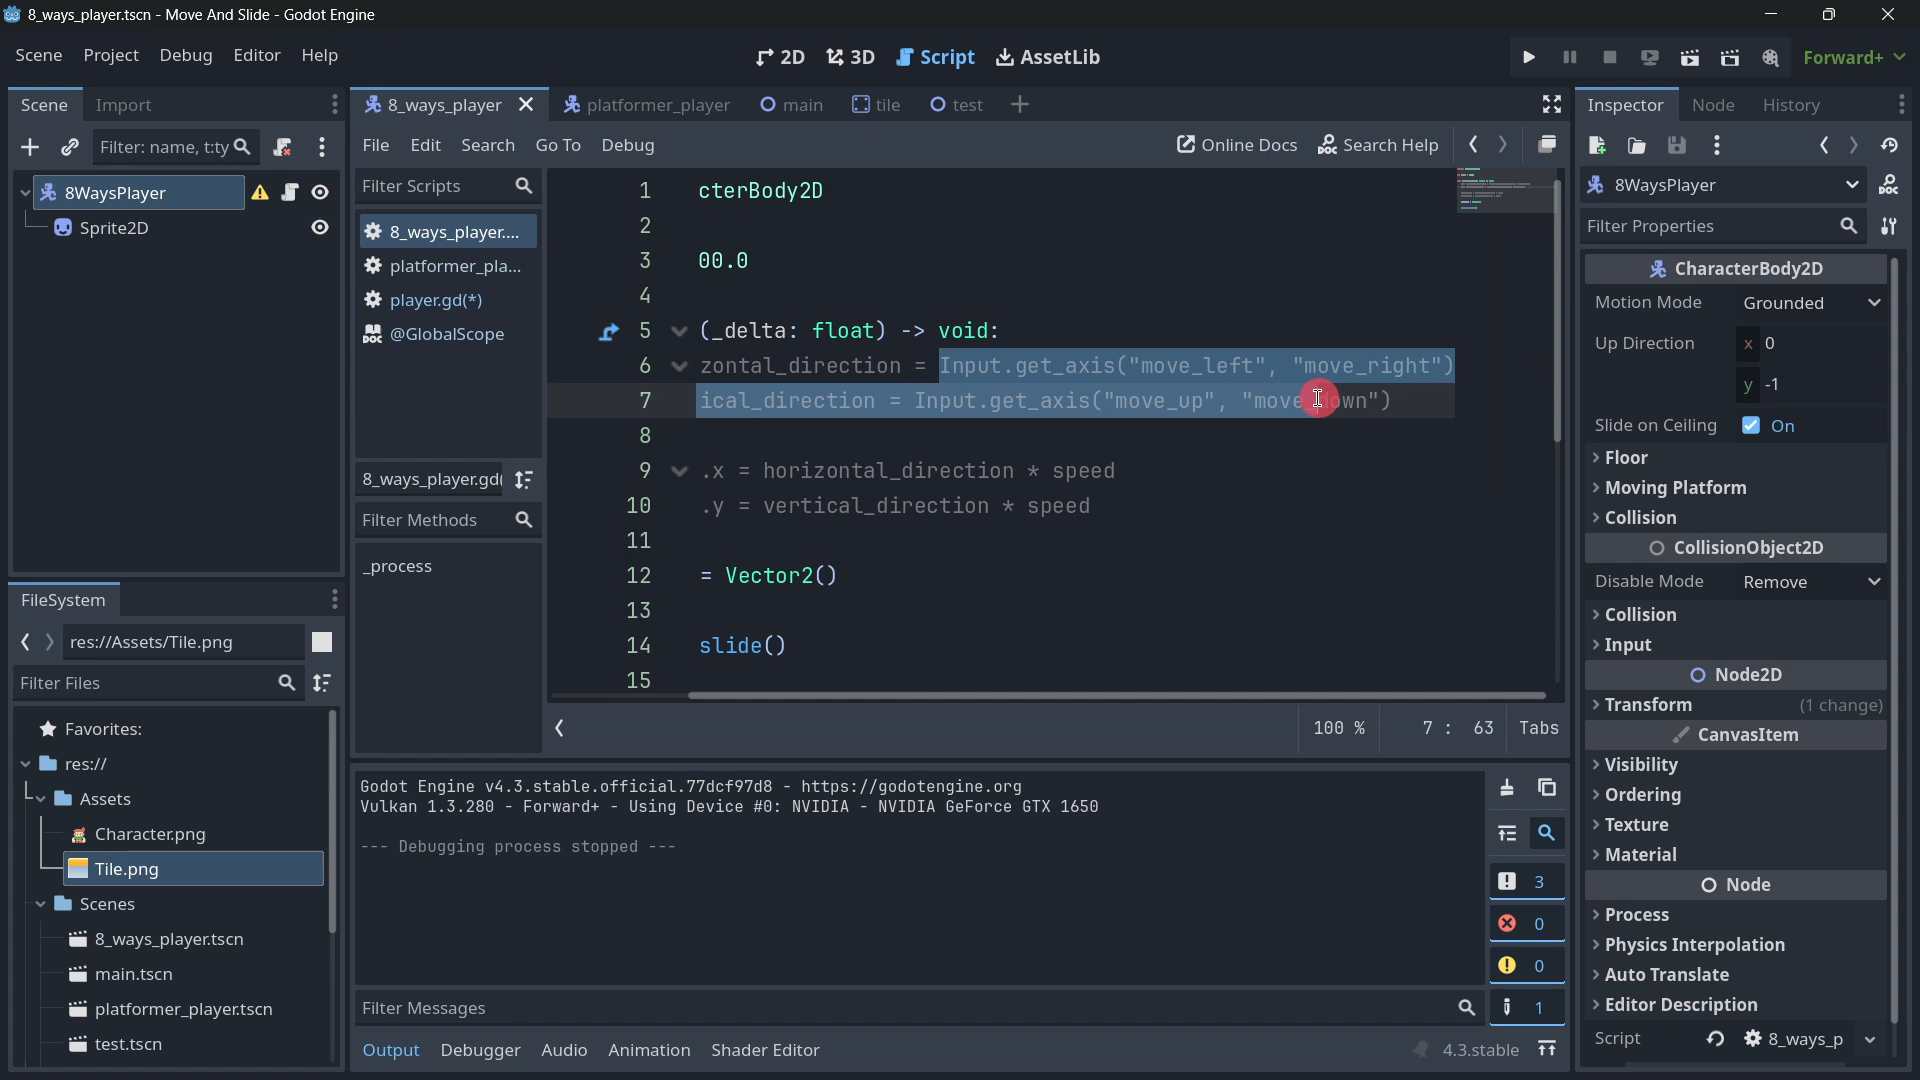 8_ways_player.tscn - Move And Slide - Godot Engine
Scene Project Debug Editor Help
2D 3D Script AssetLib
Forward+
Scene Import
8_ways_player platformer_player main tile test
Inspector Node History
Filter: name, t:ty
File Edit Search Go To Debug
Online Docs Search Help
8WaysPlayer
Sprite2D
Filter Scripts
8_ways_player....
platformer_pla...
player.gd(*)
@GlobalScope
8_ways_player.gd(
Filter Methods
_process
1 cterBody2D
2
3 00.0
4
5 (_delta: float) -> void:
6 zontal_direction = Input.get_axis("move_left", "move_right")
7 ical_direction = Input.get_axis("move_up", "move_down")
8
9 .x = horizontal_direction * speed
10 .y = vertical_direction * speed
11
12 = Vector2()
13
14 slide()
15
100 % 7 : 63 Tabs
FileSystem
res://Assets/Tile.png
Filter Files
Favorites:
res://
Assets
Character.png
Tile.png
Scenes
8_ways_player.tscn
main.tscn
platformer_player.tscn
test.tscn
Godot Engine v4.3.stable.official.77dcf97d8 - https://godotengine.org
Vulkan 1.3.280 - Forward+ - Using Device #0: NVIDIA - NVIDIA GeForce GTX 1650
--- Debugging process stopped ---
3
0
0
1
Filter Messages
Output Debugger Audio Animation Shader Editor
4.3.stable
8WaysPlayer
Filter Properties
CharacterBody2D
Motion Mode Grounded
Up Direction x 0
y -1
Slide on Ceiling On
Floor
Moving Platform
Collision
CollisionObject2D
Disable Mode Remove
Collision
Input
Node2D
Transform (1 change)
CanvasItem
Visibility
Ordering
Texture
Material
Node
Process
Physics Interpolation
Auto Translate
Editor Description
Script 8_ways_p